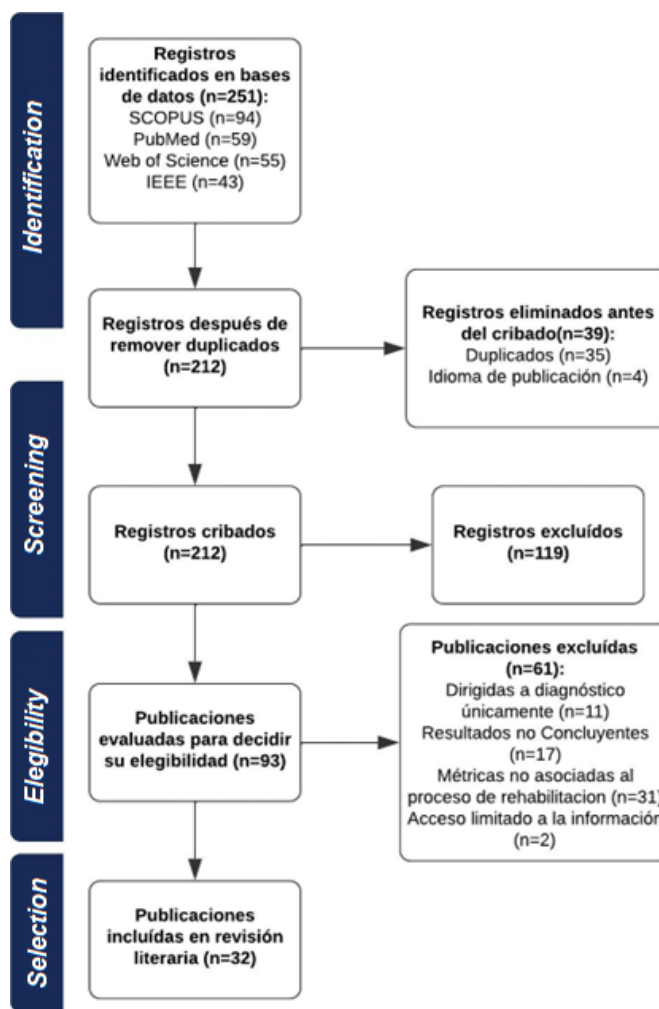 Identification
Registros
identificados en bases
de datos (n=251):
SCOPUS (n=94)
PubMed (n=59)
Web of Science (n=55)
IEEE (n=43)
Registros después de
remover duplicados
(n=212)
Registros eliminados antes
del cribado(n=39):
Duplicados (n=35)
Idioma de publicación (n=4)
Screening
Registros cribados
(n=212)
Registros excluídos
(n=119)
Elegibility
Publicaciones
evaluadas para decidir
su elegibilidad (n=93)
Publicaciones excluídas
(n=61):
Dirigidas a diagnóstico
únicamente (n=11)
Resultados no Concluyentes
(n=17)
Métricas no asociadas al
proceso de rehabilitacion (n=31)
Acceso limitado a la información
(n=2)
Selection
Publicaciones
incluídas en revisión
literaria (n=32)